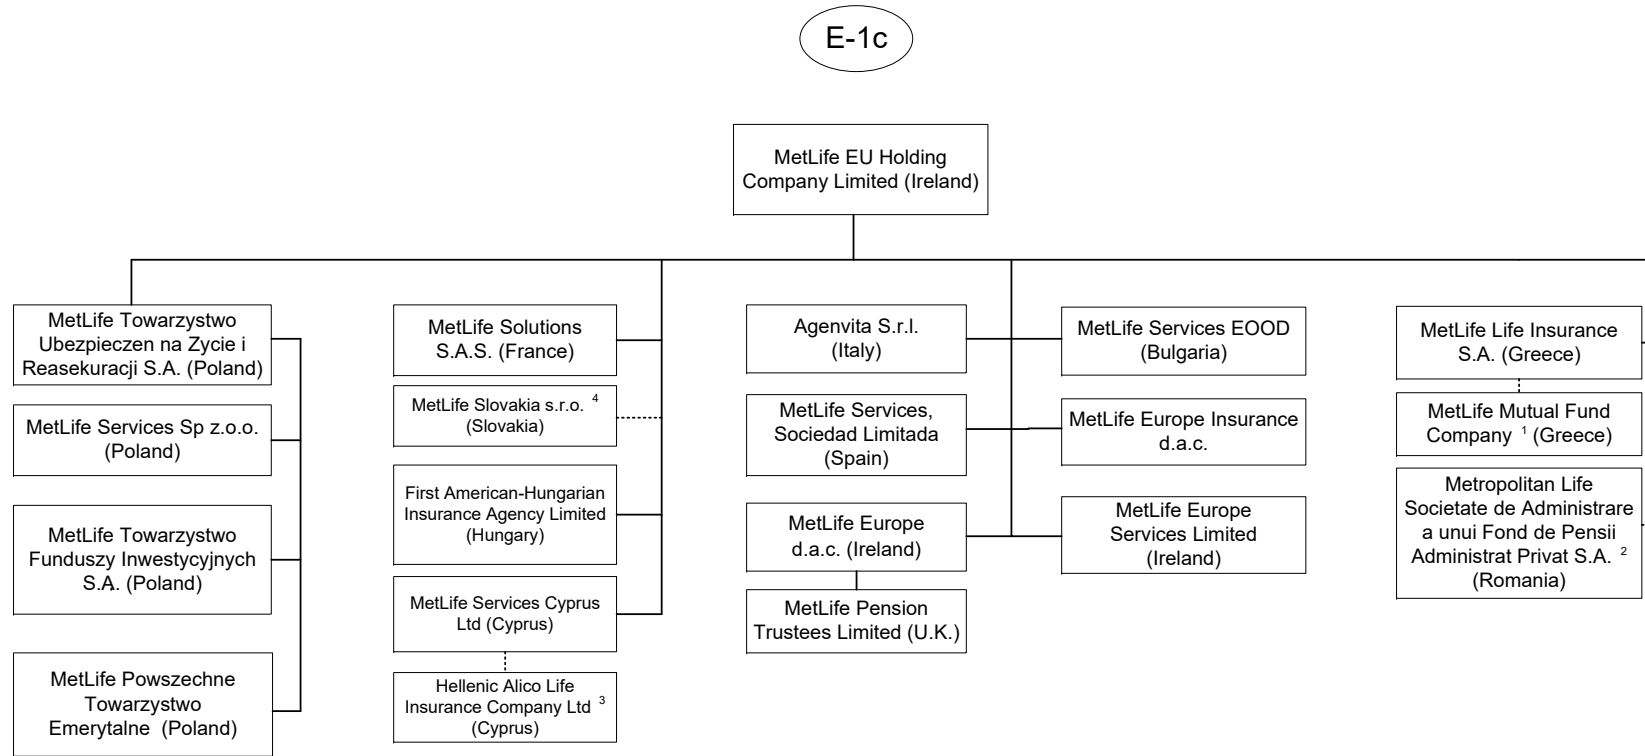 E-1c
MetLife EU Holding
Company Limited (Ireland)
MetLife Towarzystwo
Ubezpieczen na Zycie i
Reasekuracji S.A. (Poland)
MetLife Services Sp z.o.o.
(Poland)
MetLife Towarzystwo
Funduszy Inwestycyjnych
S.A. (Poland)
MetLife Powszechne
Towarzystwo
Emerytalne (Poland)
MetLife Solutions
S.A.S. (France)
MetLife Slovakia s.r.o. 4
(Slovakia)
First American-Hungarian
Insurance Agency Limited
(Hungary)
MetLife Services Cyprus
Ltd (Cyprus)
Hellenic Alico Life
Insurance Company Ltd 3
(Cyprus)
Agenvita S.r.l.
(Italy)
MetLife Services,
Sociedad Limitada
(Spain)
MetLife Europe
d.a.c. (Ireland)
MetLife Pension
Trustees Limited (U.K.)
MetLife Services EOOD
(Bulgaria)
MetLife Europe Insurance
d.a.c.
MetLife Europe
Services Limited
(Ireland)
MetLife Life Insurance
S.A. (Greece)
MetLife Mutual Fund
Company 1 (Greece)
Metropolitan Life
Societate de Administrare
a unui Fond de Pensii
Administrat Privat S.A. 2
(Romania)